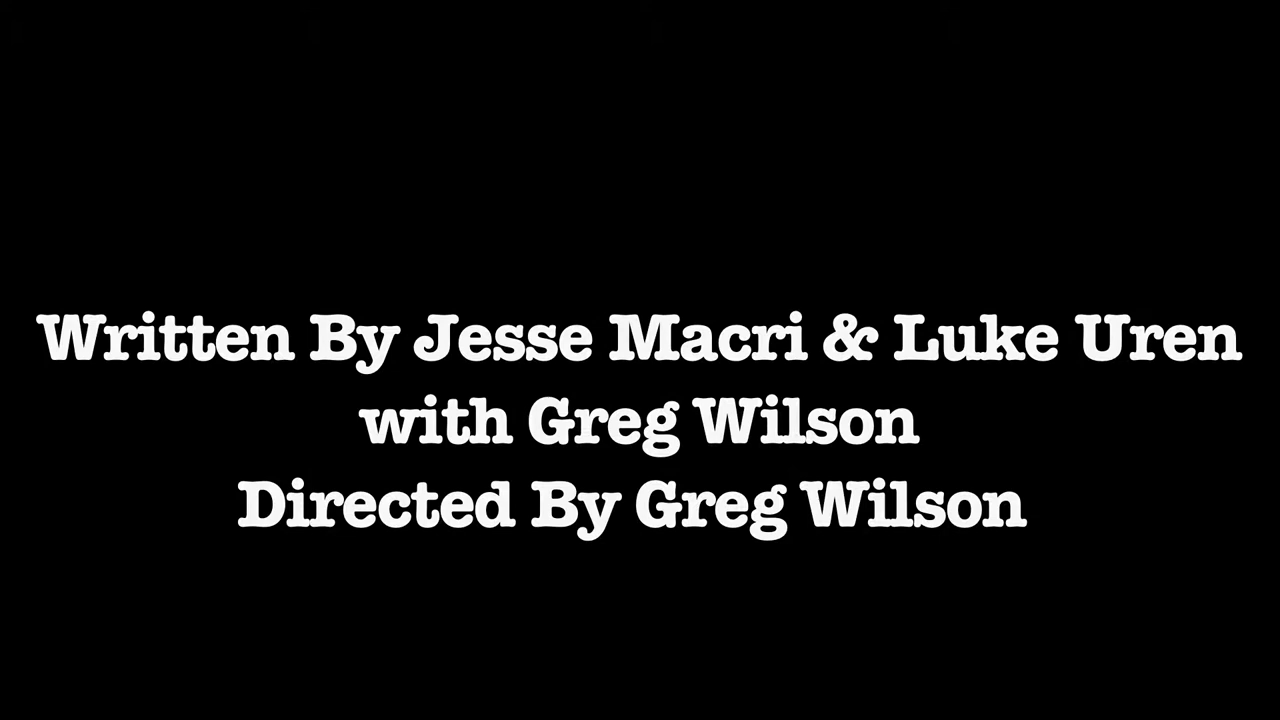 Written By Jesse Macri & Luke Uren
with Greg Wilson
Directed By Greg Wilson